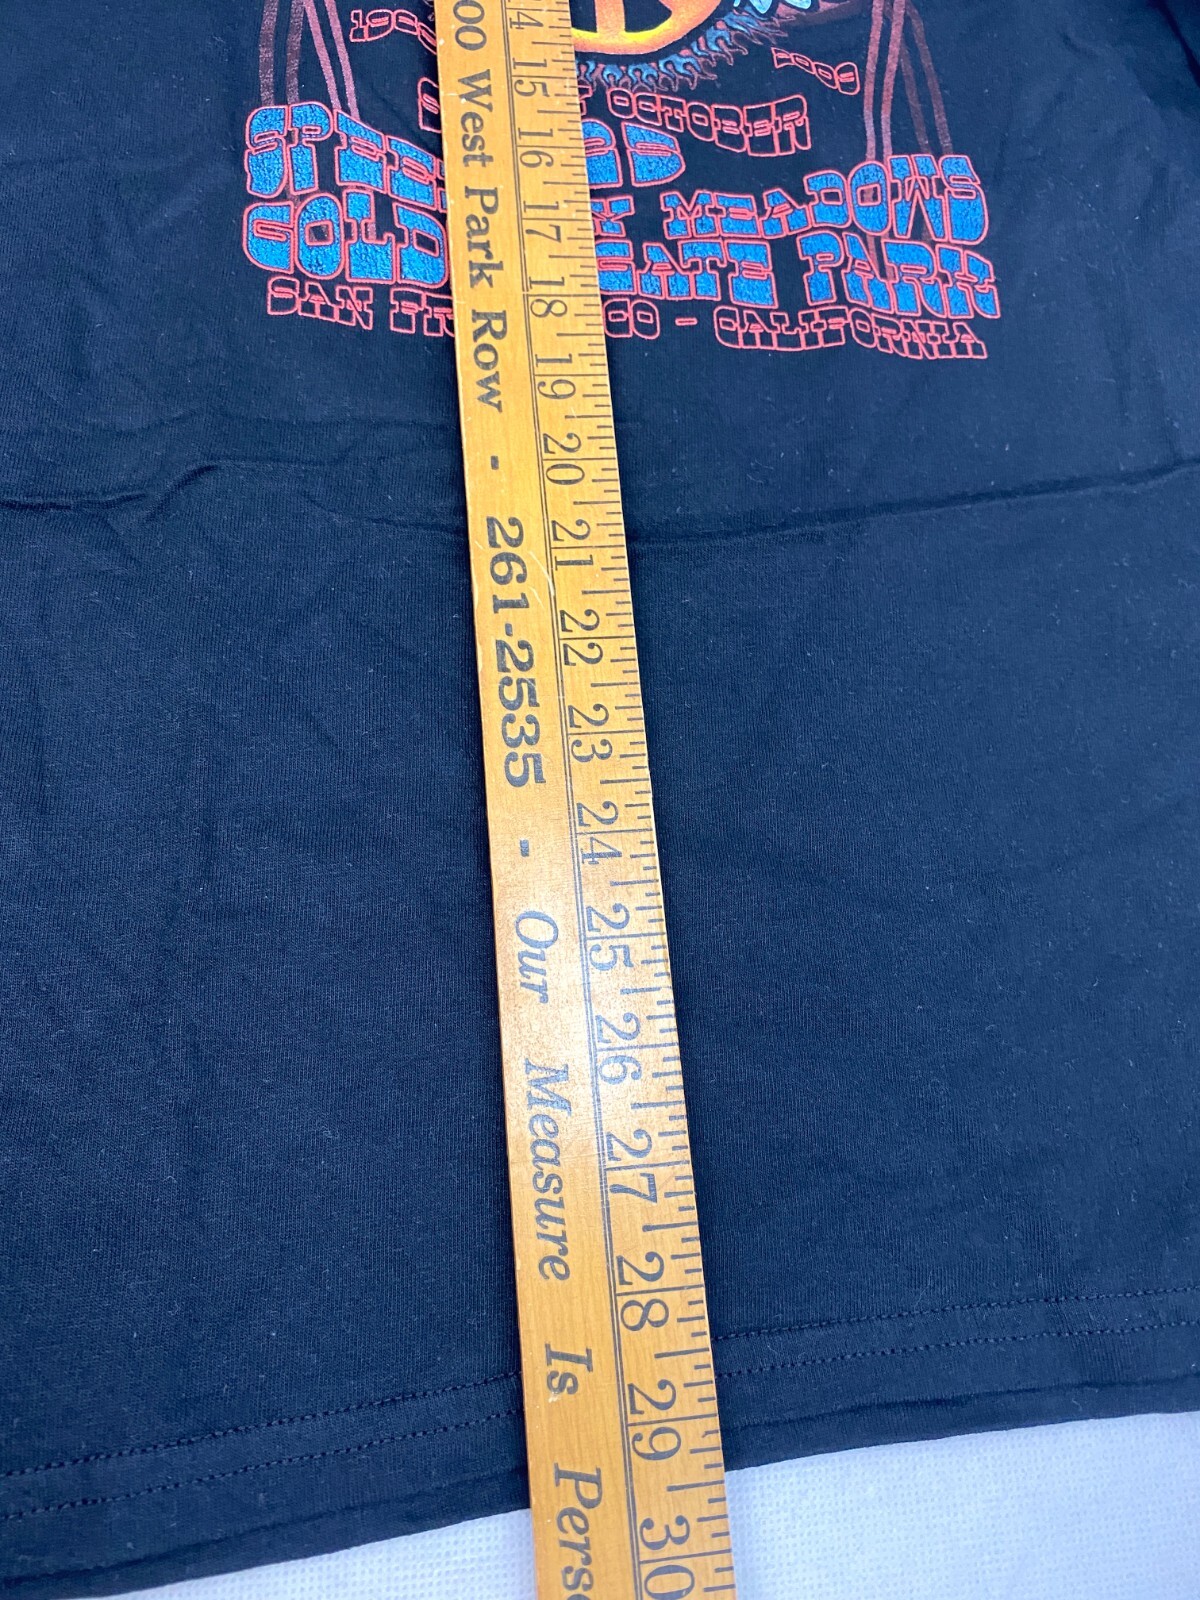 OCTOBER
MEADOWS
GATE PARK
SAN
CO - CALIFORNIA
00 West Park Row - 261-2535 - Our Measure Is
14 15 16 17 18 19 20 21 22 23 24 25 26 27 28 29 30